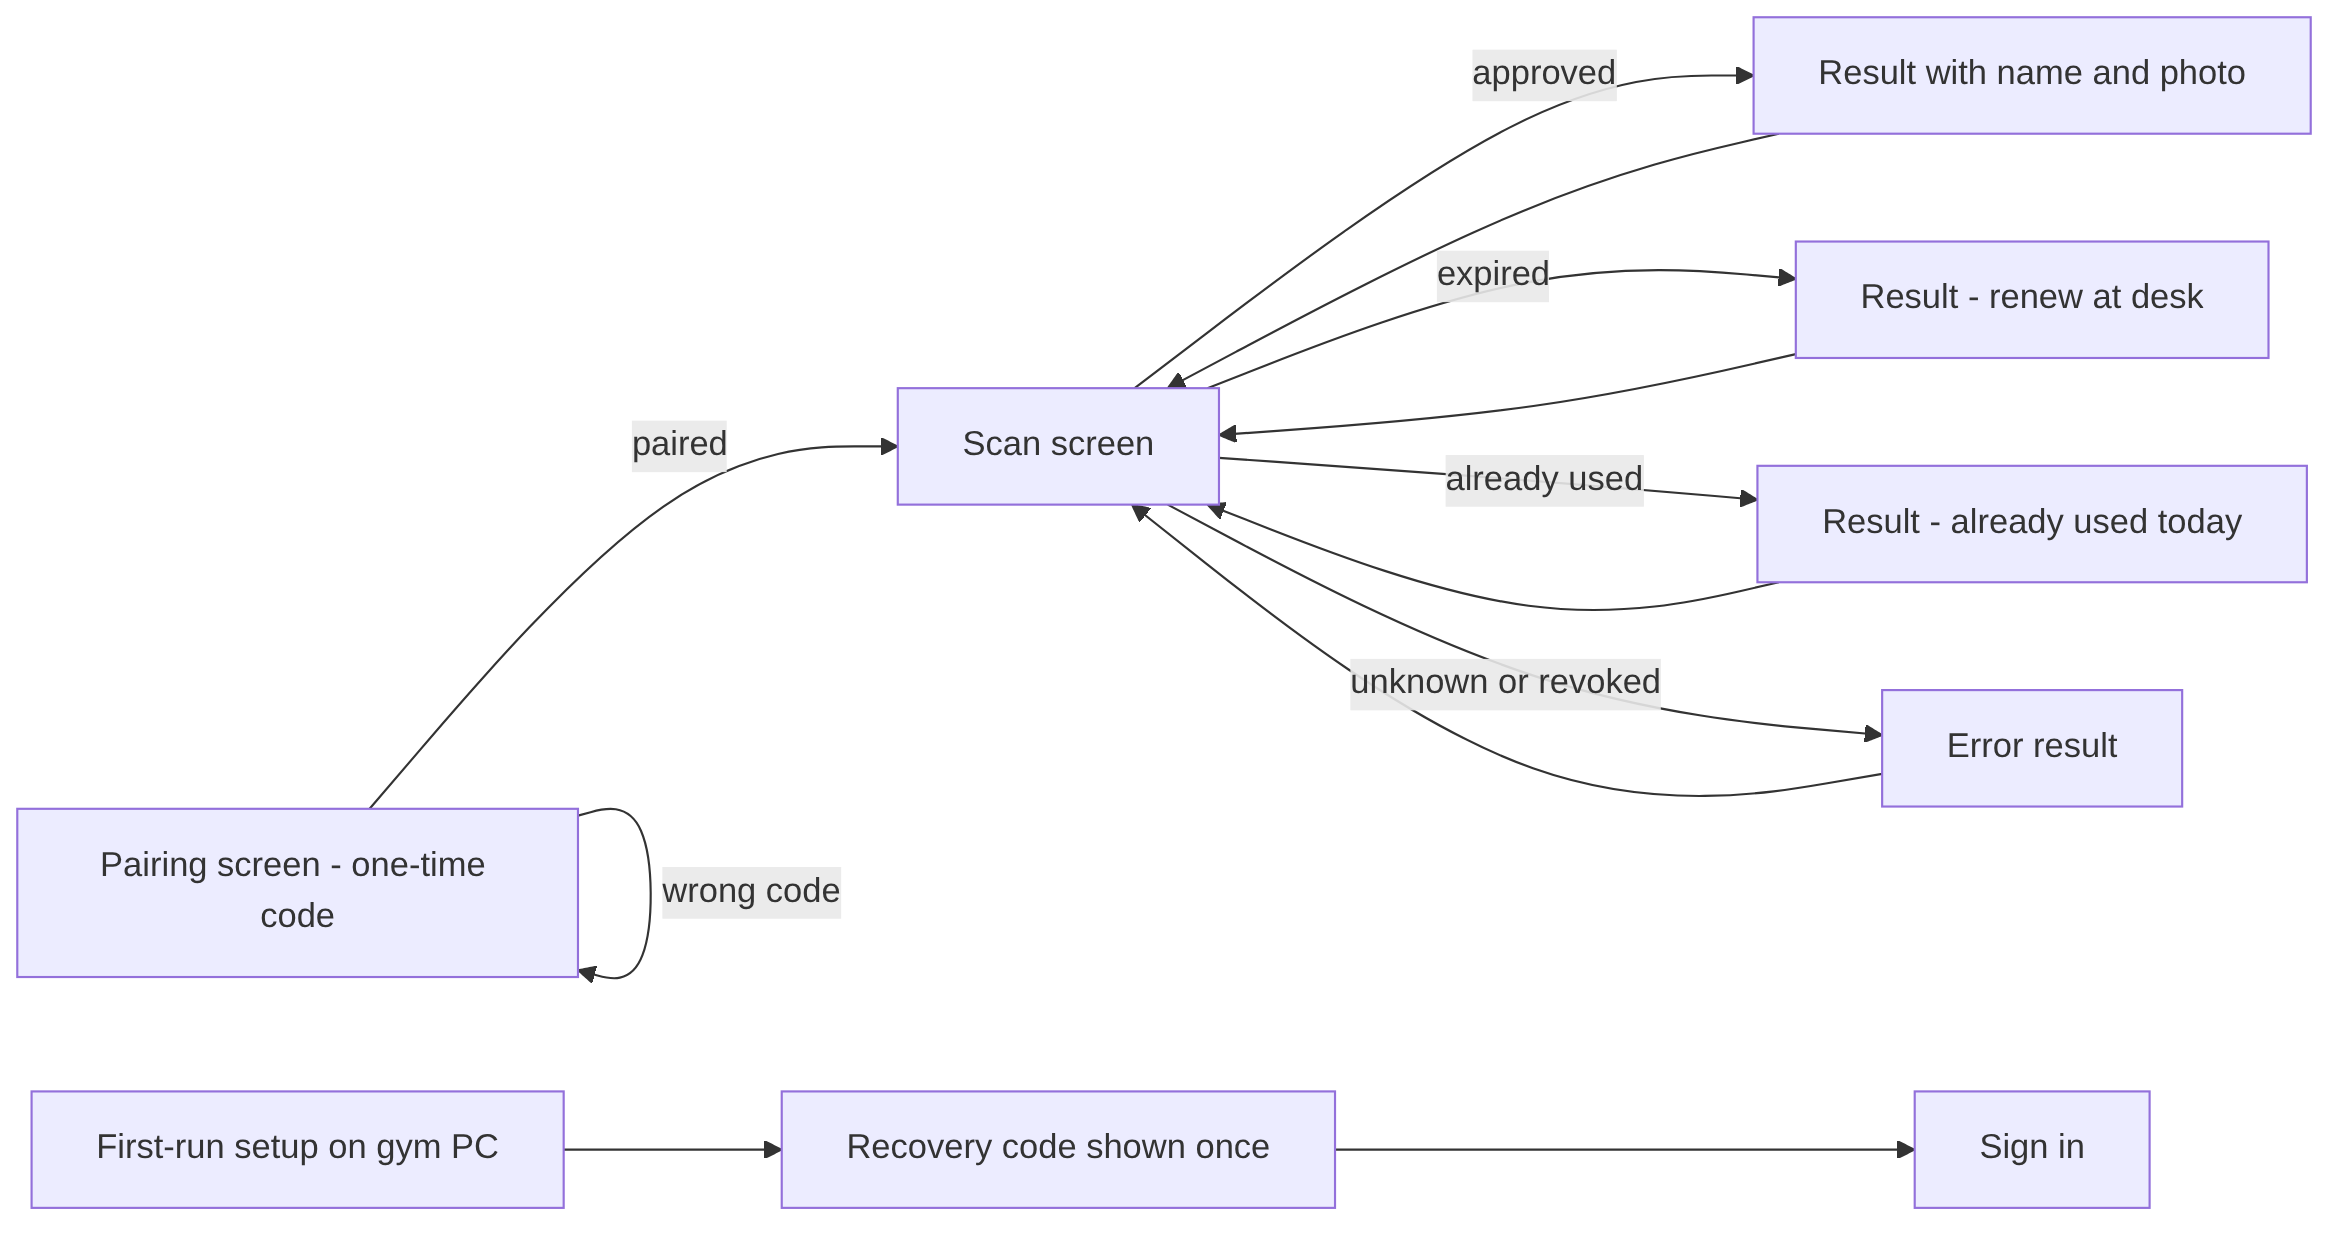 approved
Result with name and photo
expired
Result - renew at desk
paired
Scan screen
already used
Result - already used today
unknown or revoked
Error result
Pairing screen - one-time
code
wrong code
First-run setup on gym PC
Recovery code shown once
Sign in